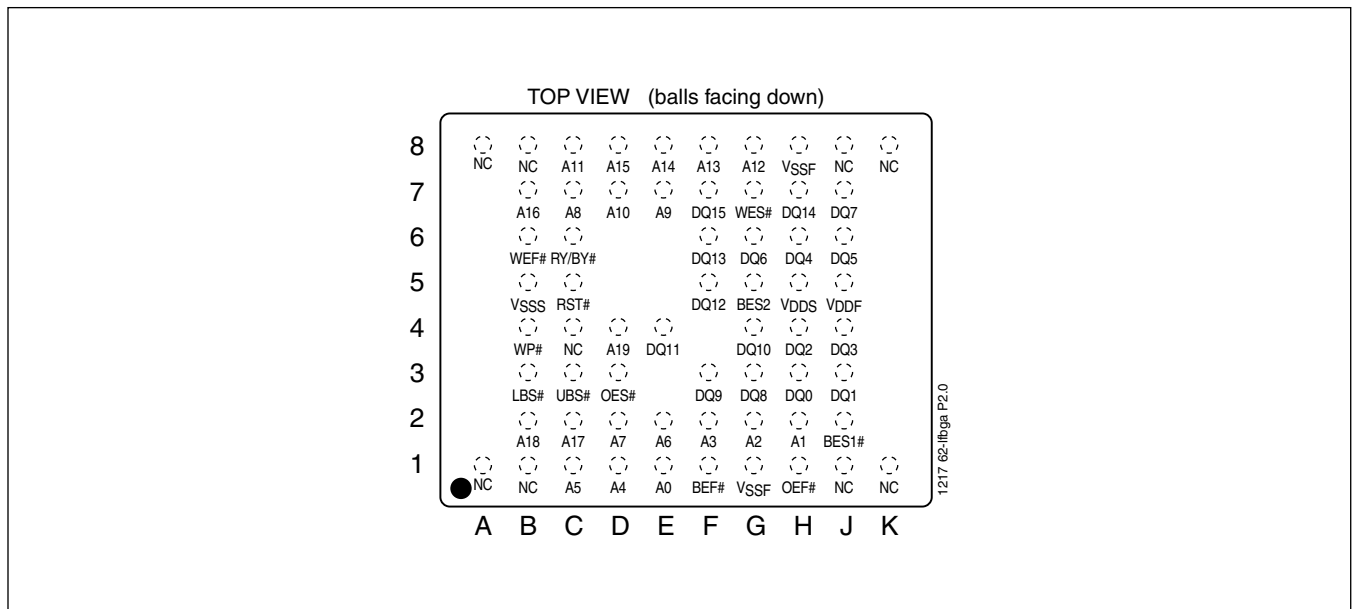 TOP VIEW (balls facing down)
8
NC NC A11 A15 A14 A13 A12 VSSF NC NC
7
A16 A8 A10 A9 DQ15 WES# DQ14 DQ7
6
WEF# RY/BY# DQ13 DQ6 DQ4 DQ5
5
VSSS RST# DQ12 BES2 VDDS VDDF
4
WP# NC A19 DQ11 DQ10 DQ2 DQ3
3
LBS# UBS# OES# DQ9 DQ8 DQ0 DQ1
2
A18 A17 A7 A6 A3 A2 A1 BES1#
1
NC NC A5 A4 A0 BEF# VSSF OEF# NC NC
A B C D E F G H J K
1217 62-lfbga P2.0